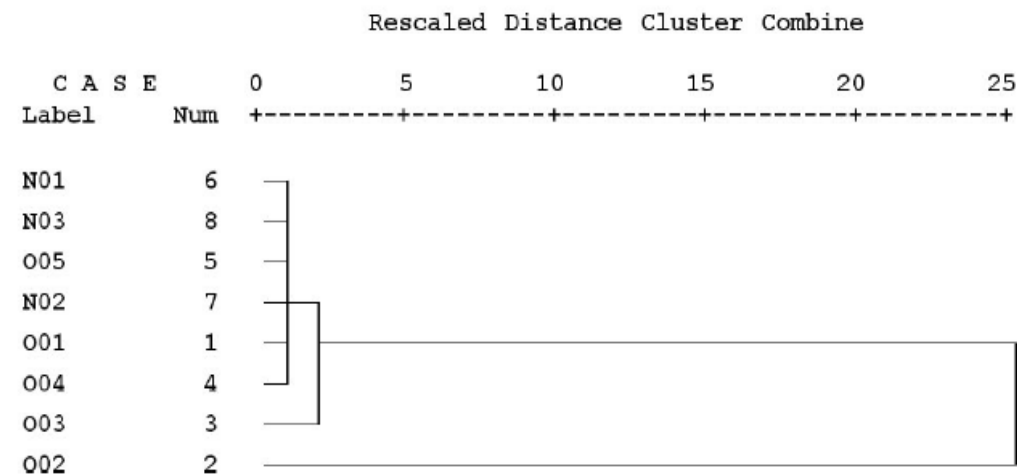 Rescaled Distance Cluster Combine
C A S E 0 5 10 15 20 25
Label Num +---------+---------+---------+---------+---------+
N01 6
N03 8
O05 5
N02 7
O01 1
O04 4
O03 3
O02 2